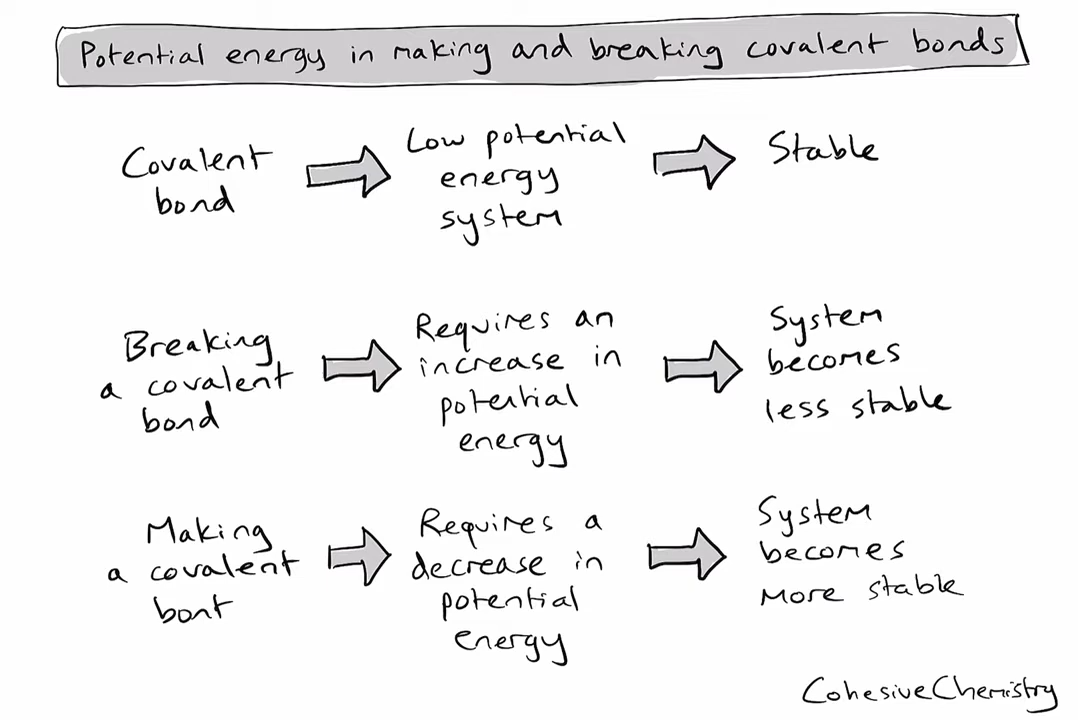 Potential energy in making and breaking covalent bonds
Covalent
bond
Low potential
energy
system
Stable
Breaking
a covalent
bond
Requires an
increase in
potential
energy
System
becomes
less stable
Making
a covalent
bont
Requires a
decrease in
potential
energy
System
becomes
more stable
CohesiveChemistry